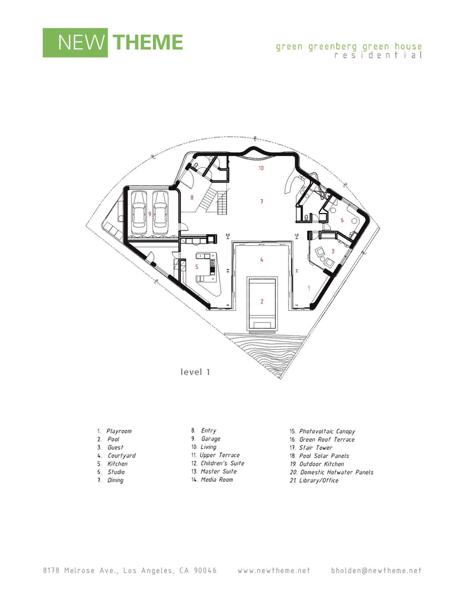 NEW THEME
green greenberg green house
residential
10
8
7
9
6
3
5
4
2
1
level 1
1. Playroom
2. Pool
3. Guest
4. Courtyard
5. Kitchen
6. Studio
7. Dining
8. Entry
9. Garage
10. Living
11. Upper Terrace
12. Children's Suite
13. Master Suite
14. Media Room
15. Photovoltaic Canopy
16. Green Roof Terrace
17. Stair Tower
18. Pool Solar Panels
19. Outdoor Kitchen
20. Domestic Hotwater Panels
21. Library/Office
8178 Melrose Ave., Los Angeles, CA 90046 www.newtheme.net bholden@newtheme.net